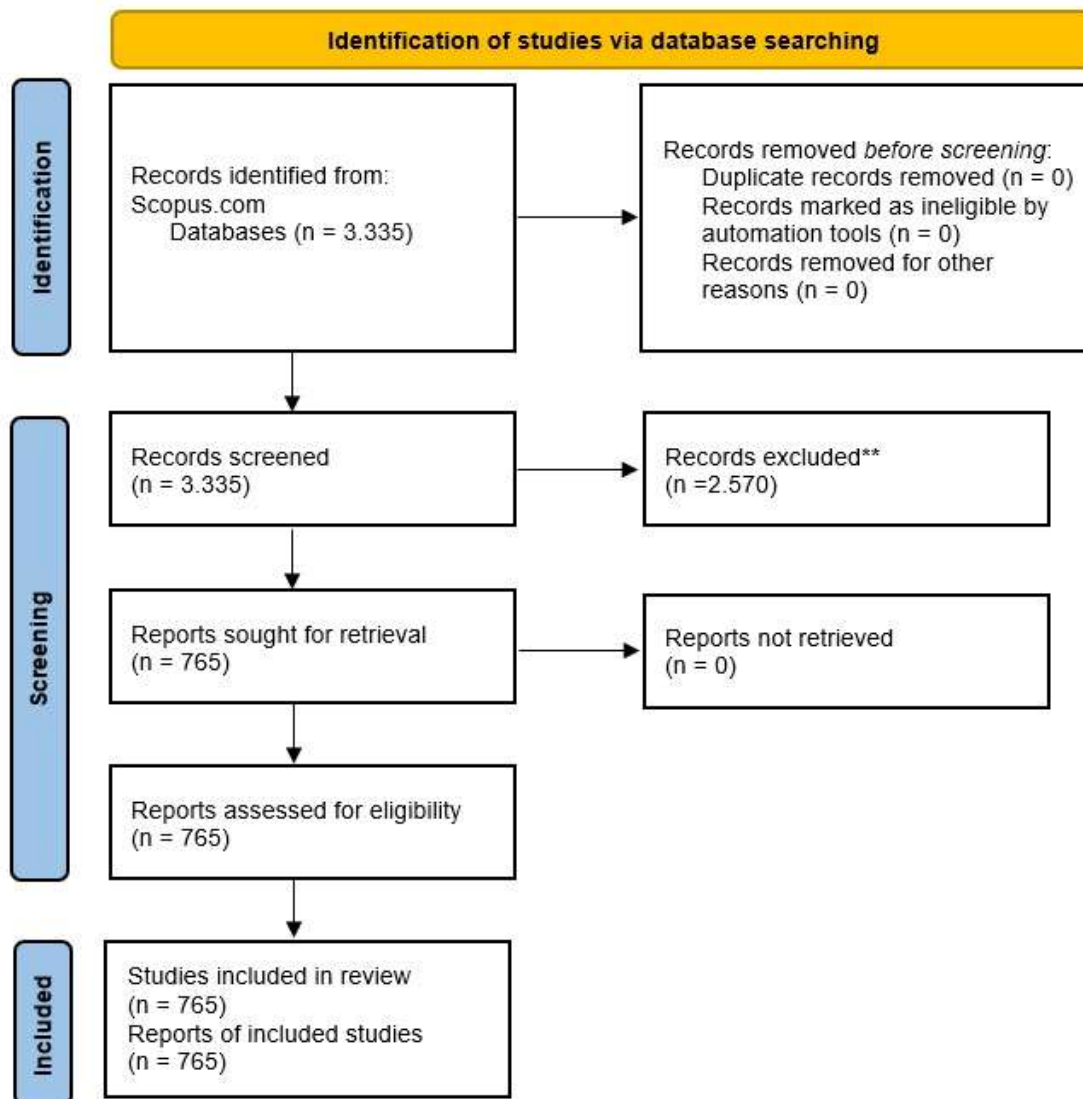 Identification of studies via database searching
Identification
Records identified from:
Scopus.com
Databases (n = 3.335)
Records removed before screening:
Duplicate records removed (n = 0)
Records marked as ineligible by
automation tools (n = 0)
Records removed for other
reasons (n = 0)
Screening
Records screened
(n = 3.335)
Records excluded**
(n =2.570)
Reports sought for retrieval
(n = 765)
Reports not retrieved
(n = 0)
Reports assessed for eligibility
(n = 765)
Included
Studies included in review
(n = 765)
Reports of included studies
(n = 765)